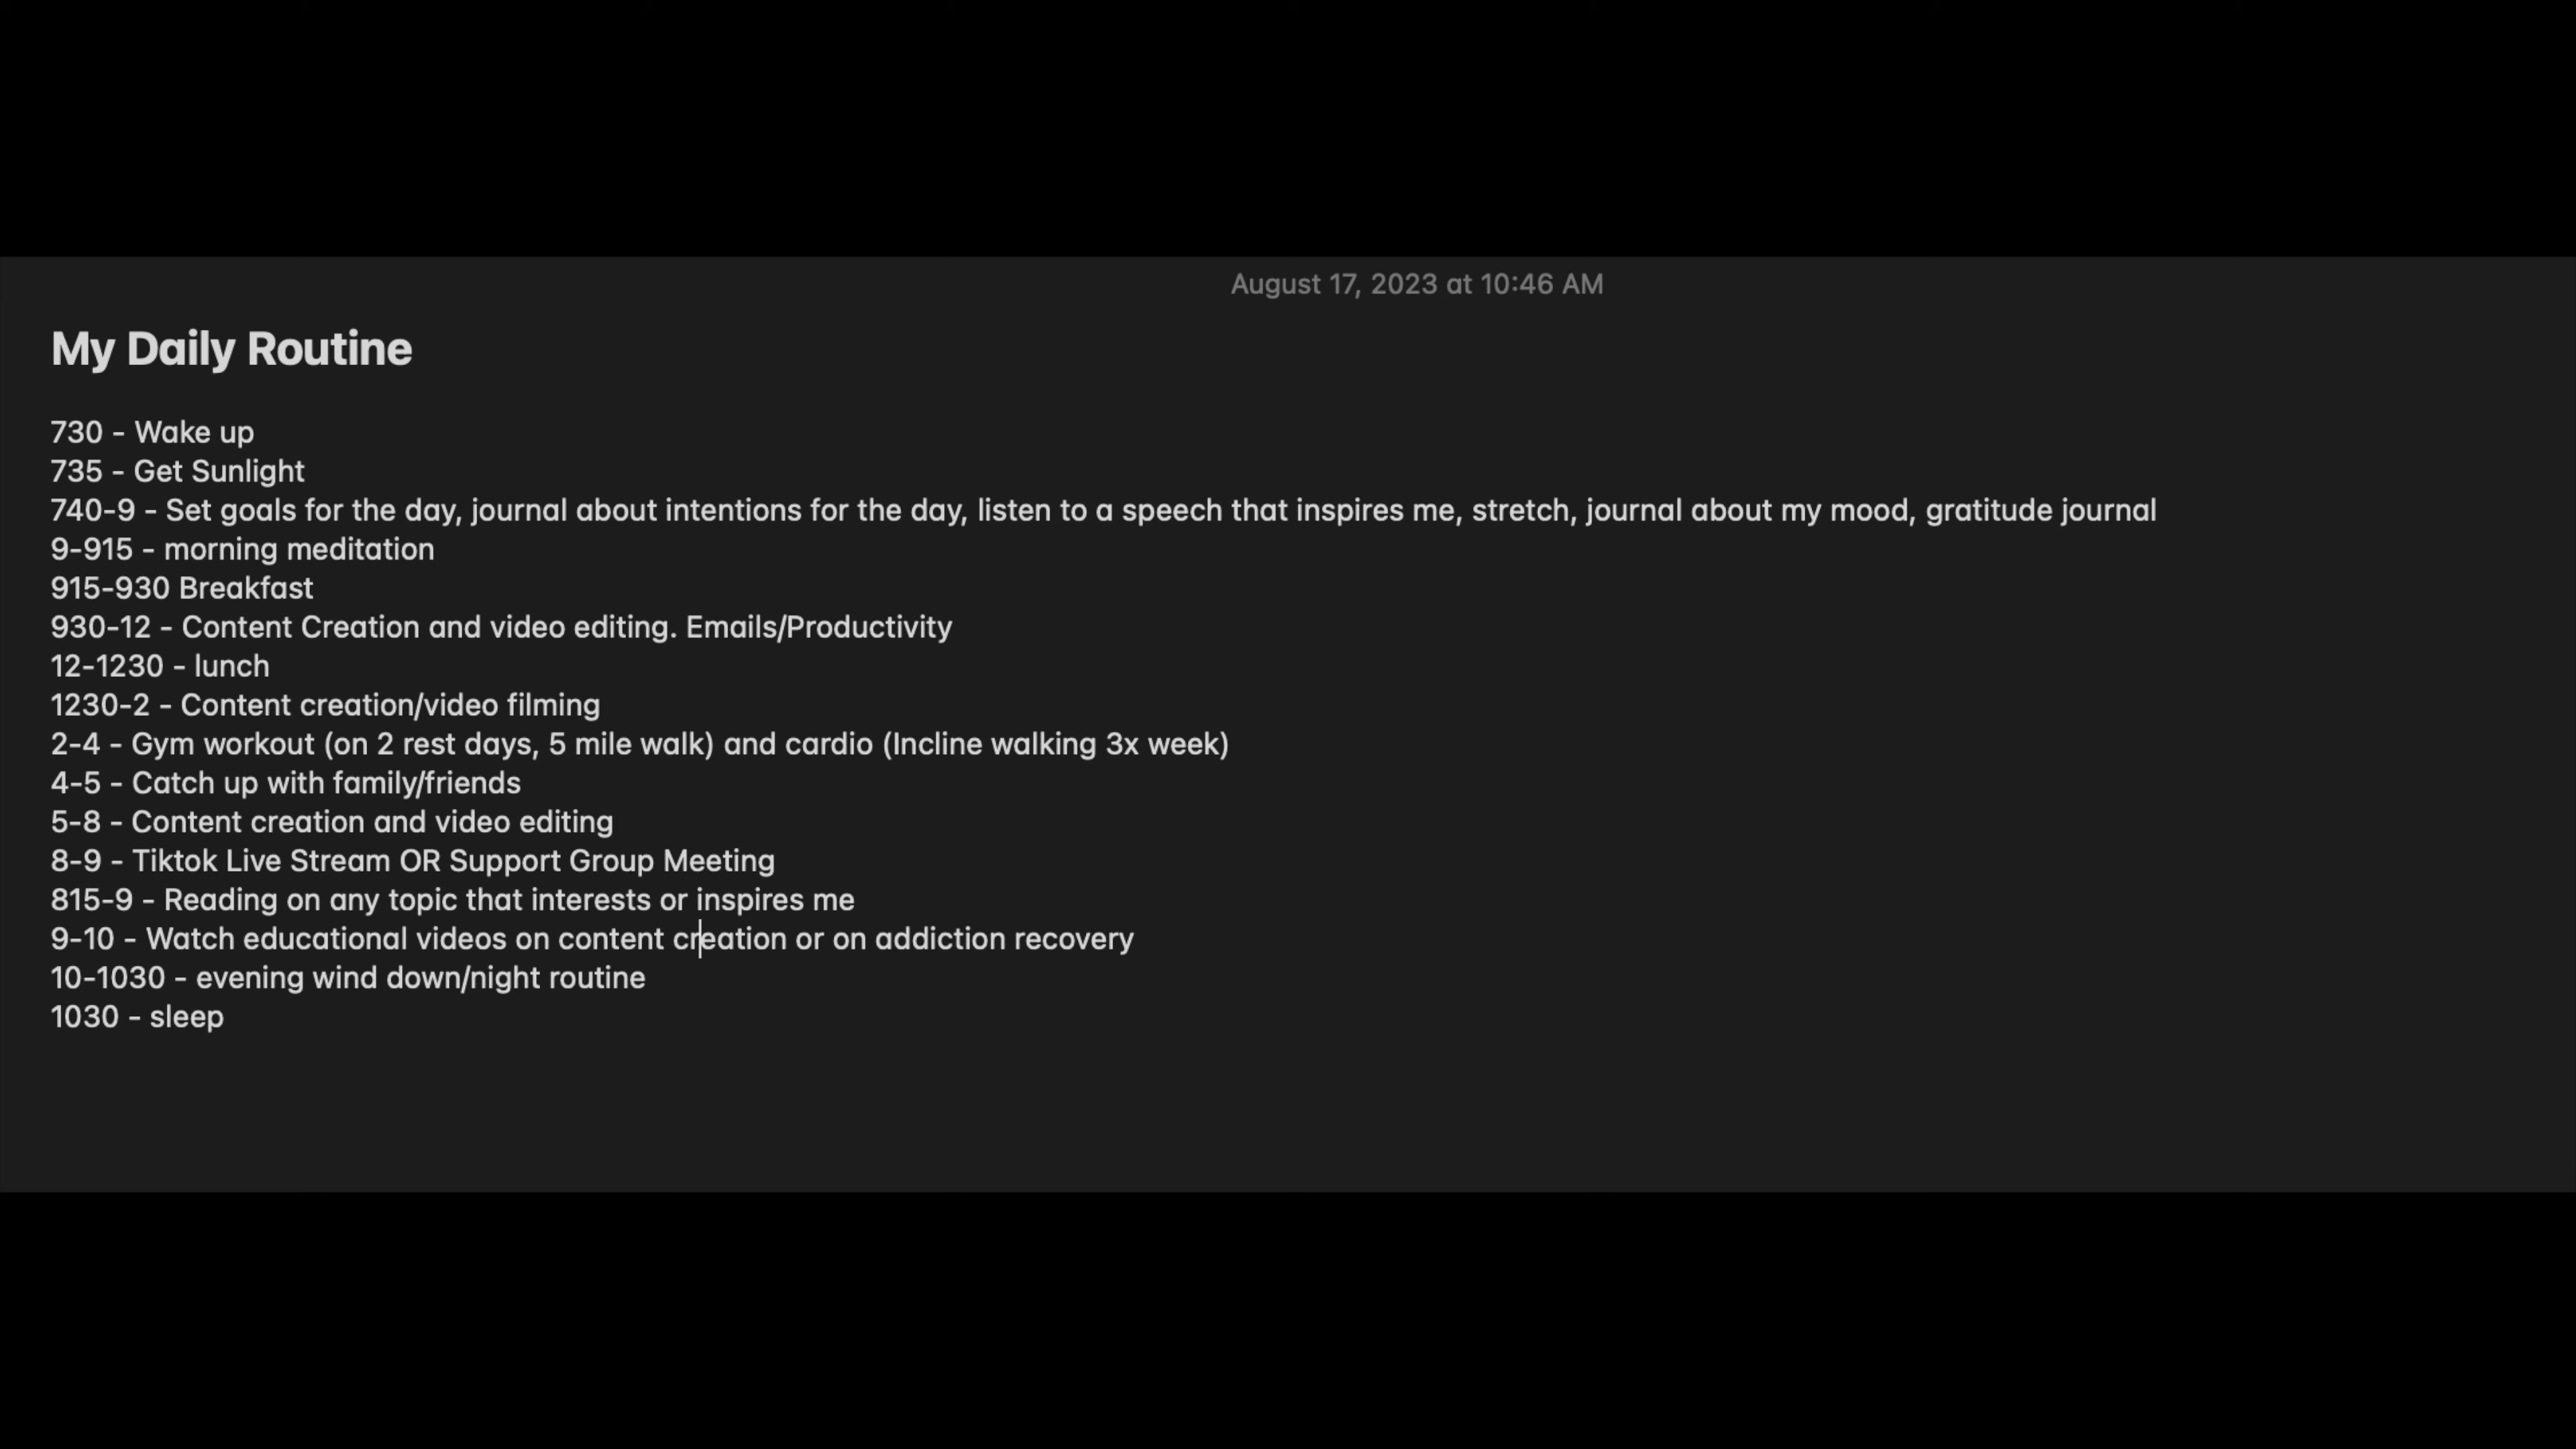 August 17, 2023 at 10:46 AM
My Daily Routine
730 - Wake up
735 - Get Sunlight
740-9 - Set goals for the day, journal about intentions for the day, listen to a speech that inspires me, stretch, journal about my mood, gratitude journal
9-915 - morning meditation
915-930 Breakfast
930-12 - Content Creation and video editing. Emails/Productivity
12-1230 - lunch
1230-2 - Content creation/video filming
2-4 - Gym workout (on 2 rest days, 5 mile walk) and cardio (Incline walking 3x week)
4-5 - Catch up with family/friends
5-8 - Content creation and video editing
8-9 - Tiktok Live Stream OR Support Group Meeting
815-9 - Reading on any topic that interests or inspires me
9-10 - Watch educational videos on content creation or on addiction recovery
10-1030 - evening wind down/night routine
1030 - sleep